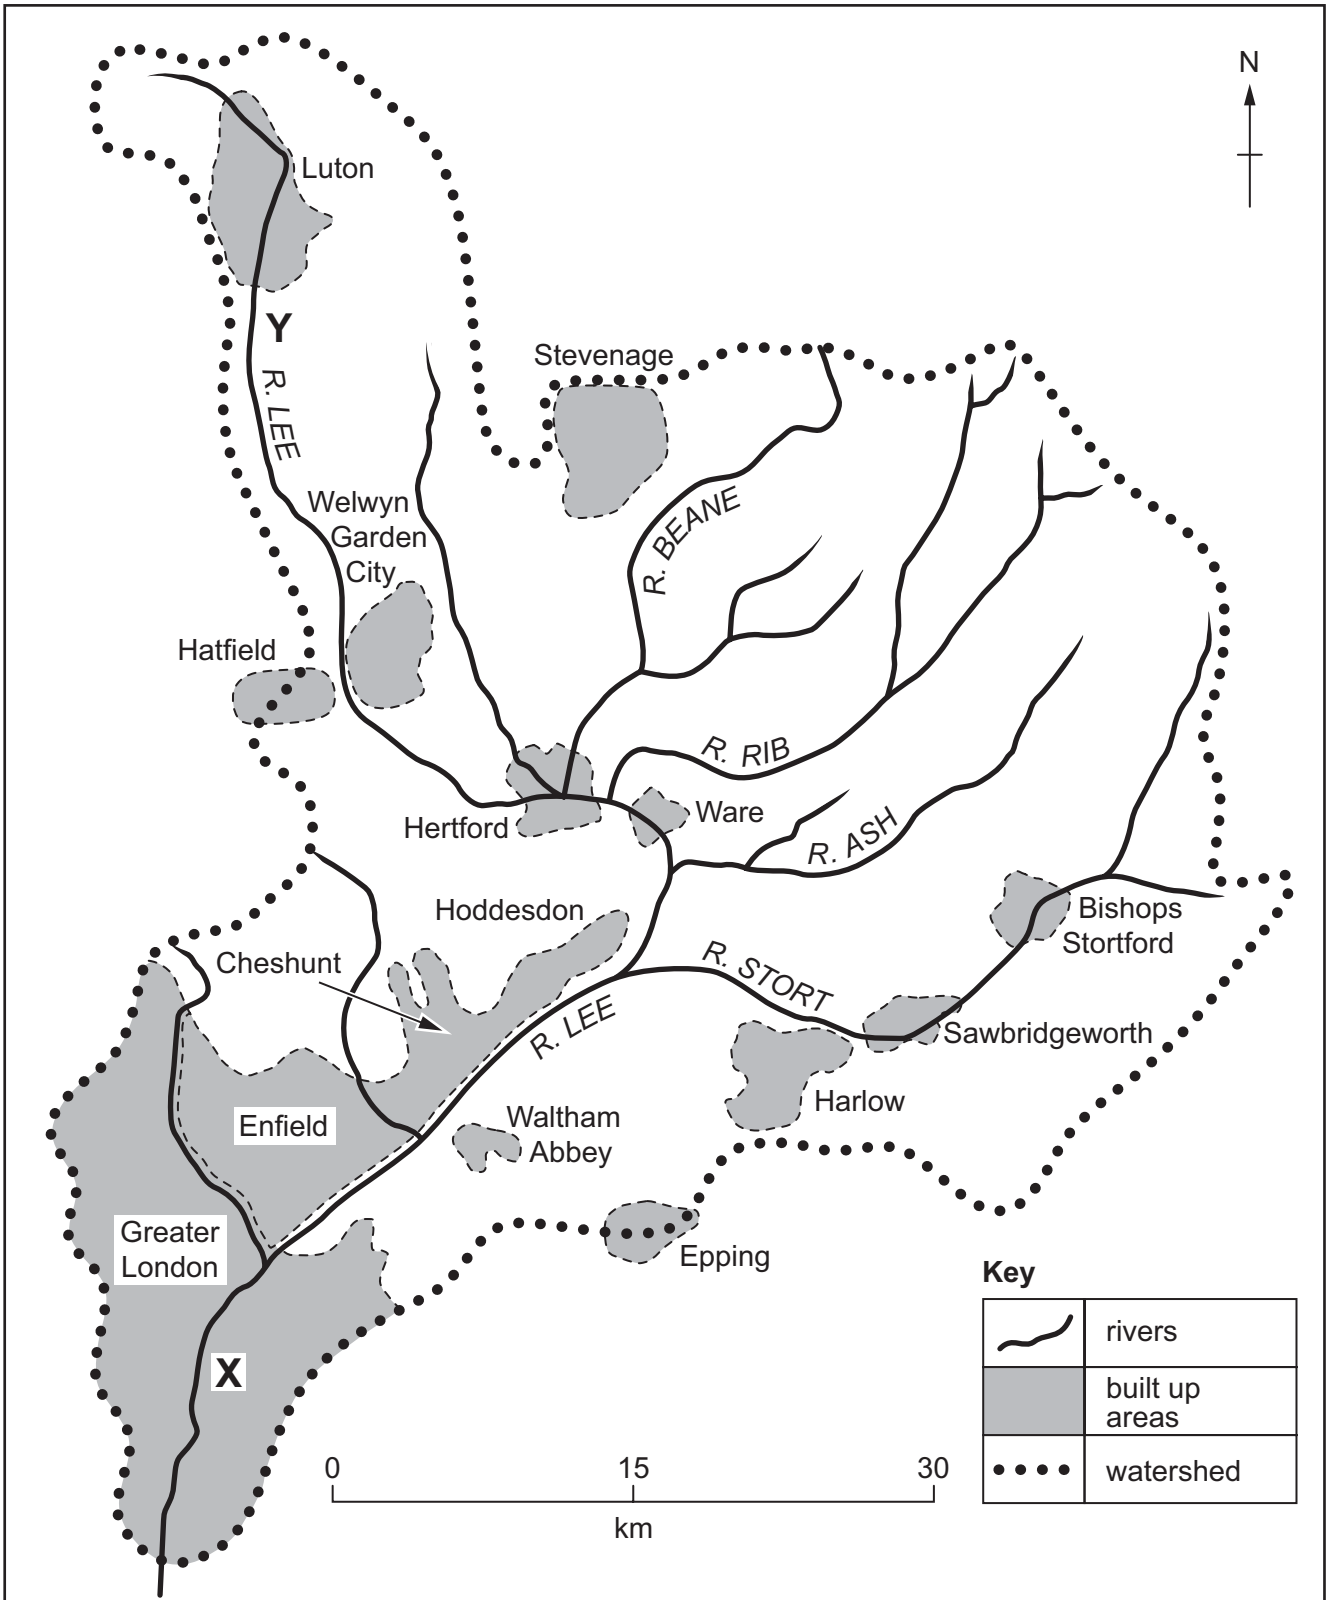 N
Luton
Y
R. LEE
Stevenage
Welwyn
Garden
City
R. BEANE
Hatfield
R. RIB
Hertford
Ware
R. ASH
Hoddesdon
Bishops
Stortford
Cheshunt
R. STORT
R. LEE
Sawbridgeworth
Harlow
Enfield
Waltham
Abbey
Greater
London
Epping
X
Key
rivers
built up
areas
watershed
0 15 30
km